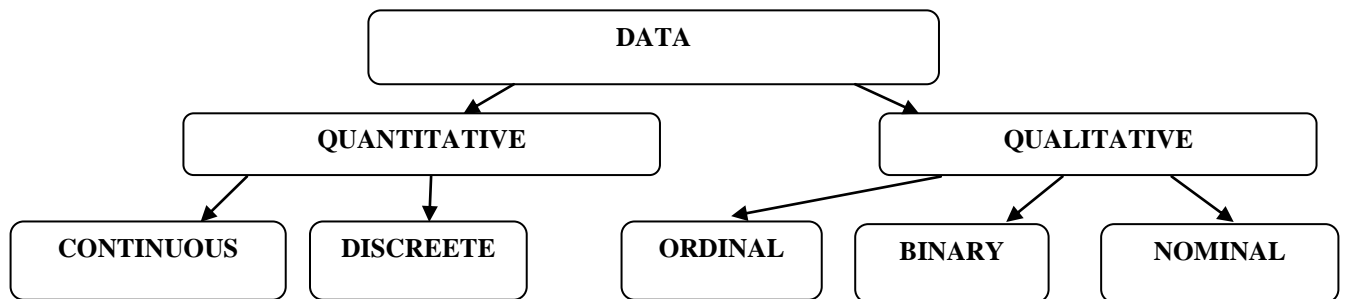 DATA
QUANTITATIVE
QUALITATIVE
CONTINUOUS
DISCREETE
ORDINAL
BINARY
NOMINAL